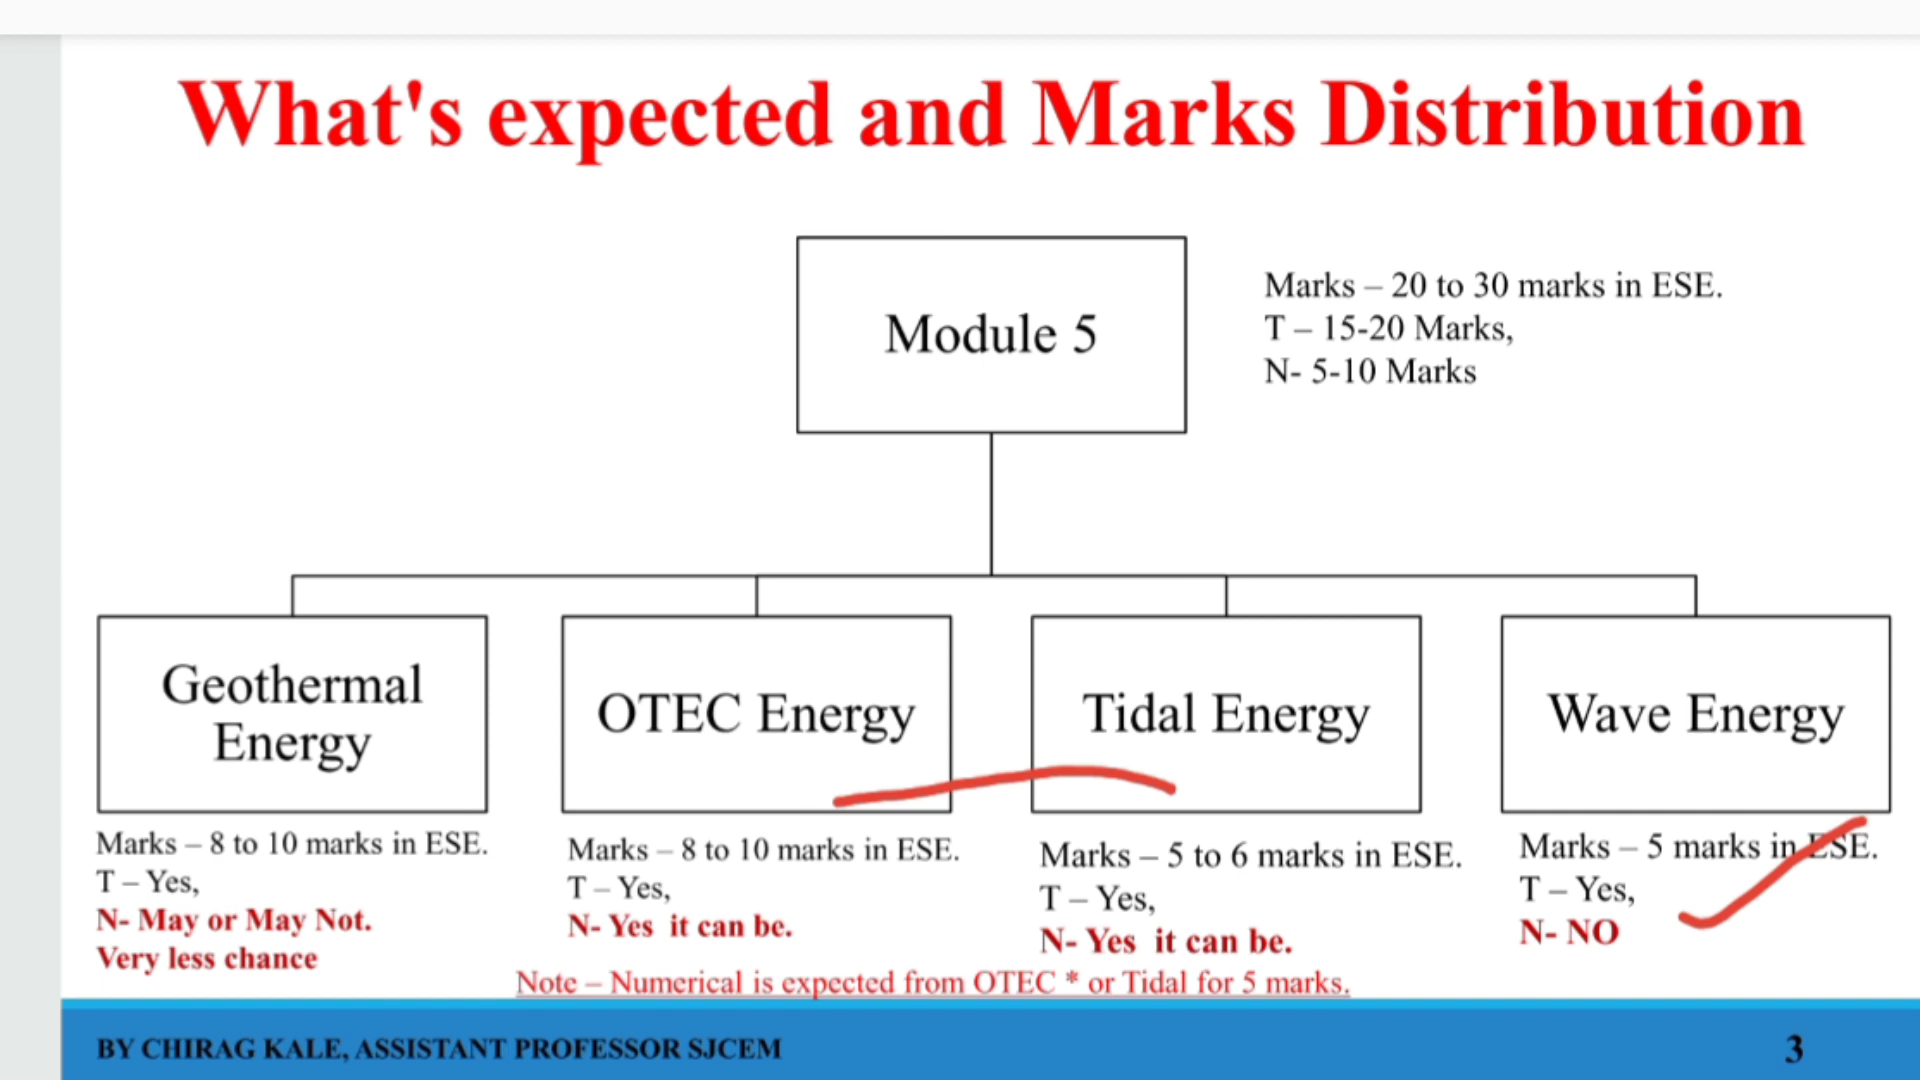 What's expected and Marks Distribution
Module 5
Marks – 20 to 30 marks in ESE.
T – 15-20 Marks,
N- 5-10 Marks
Geothermal
Energy
Marks – 8 to 10 marks in ESE.
T – Yes,
N- May or May Not.
Very less chance
OTEC Energy
Marks – 8 to 10 marks in ESE.
T – Yes,
N- Yes it can be.
Tidal Energy
Marks – 5 to 6 marks in ESE.
T – Yes,
N- Yes it can be.
Wave Energy
Marks – 5 marks in ESE.
T – Yes,
N- NO
Note – Numerical is expected from OTEC * or Tidal for 5 marks.
BY CHIRAG KALE, ASSISTANT PROFESSOR SJCEM
3